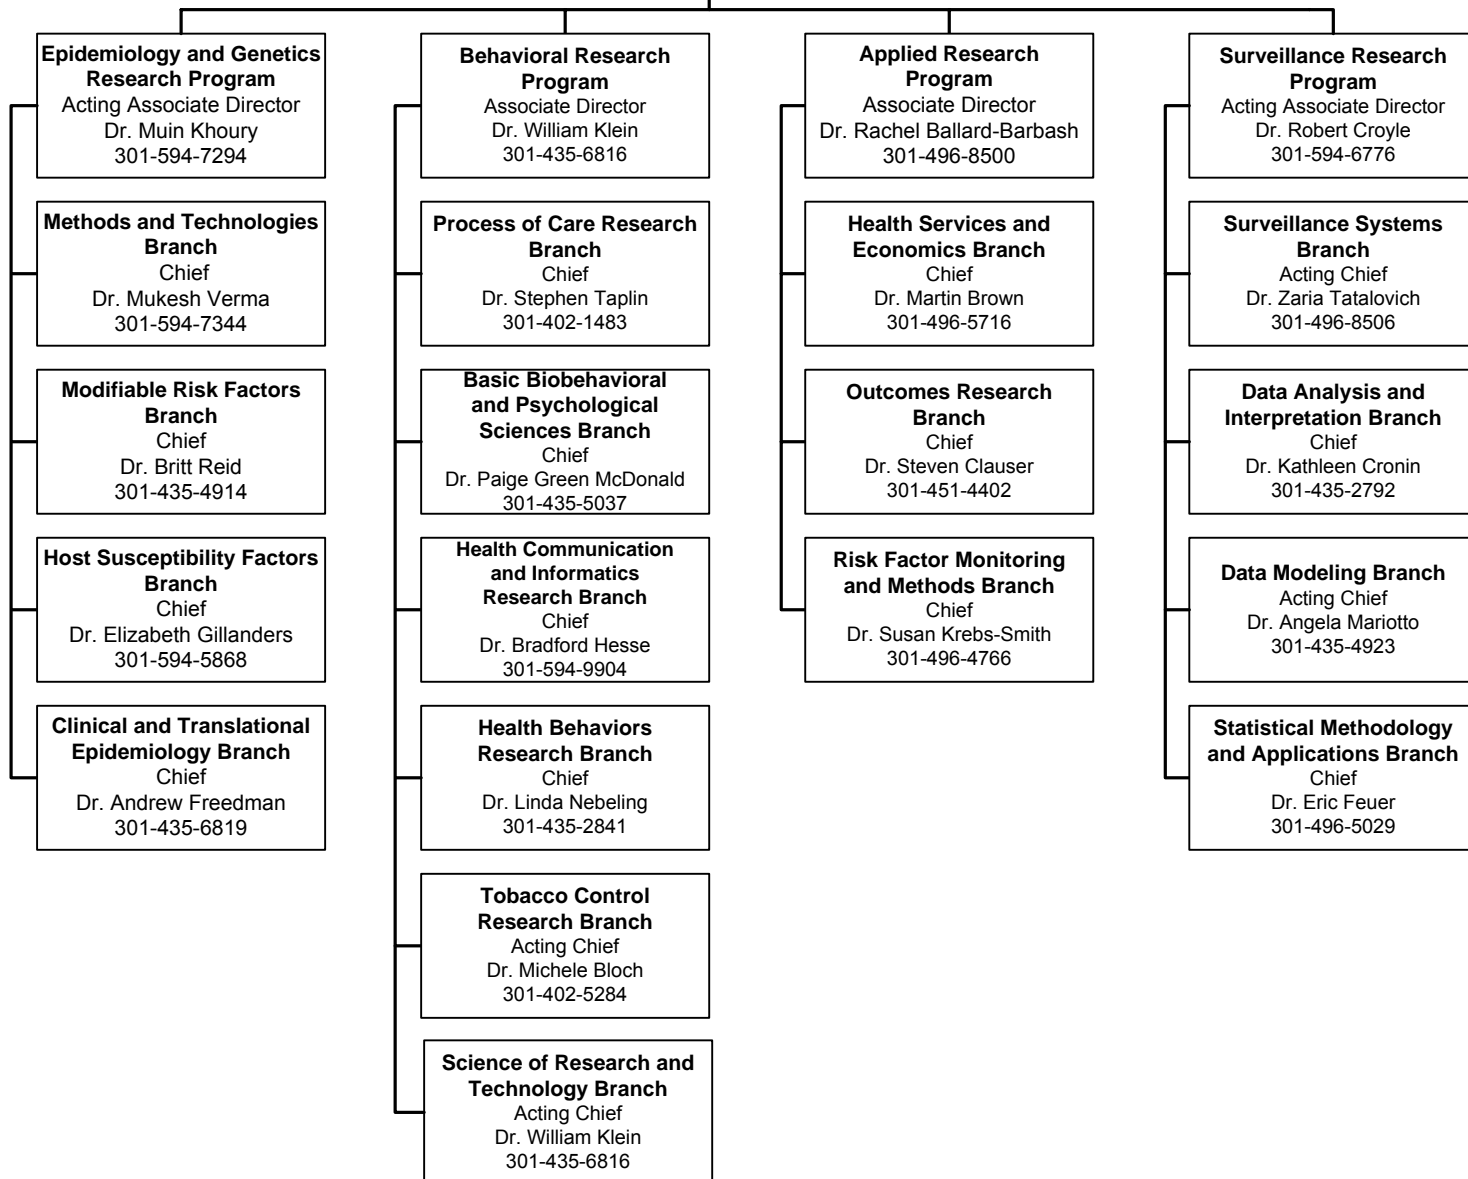 Epidemiology and Genetics
Research Program
Acting Associate Director
Dr. Muin Khoury
301-594-7294
Methods and Technologies
Branch
Chief
Dr. Mukesh Verma
301-594-7344
Modifiable Risk Factors
Branch
Chief
Dr. Britt Reid
301-435-4914
Host Susceptibility Factors
Branch
Chief
Dr. Elizabeth Gillanders
301-594-5868
Clinical and Translational
Epidemiology Branch
Chief
Dr. Andrew Freedman
301-435-6819
Behavioral Research
Program
Associate Director
Dr. William Klein
301-435-6816
Process of Care Research
Branch
Chief
Dr. Stephen Taplin
301-402-1483
Basic Biobehavioral
and Psychological
Sciences Branch
Chief
Dr. Paige Green McDonald
301-435-5037
Health Communication
and Informatics
Research Branch
Chief
Dr. Bradford Hesse
301-594-9904
Health Behaviors
Research Branch
Chief
Dr. Linda Nebeling
301-435-2841
Tobacco Control
Research Branch
Acting Chief
Dr. Michele Bloch
301-402-5284
Science of Research and
Technology Branch
Acting Chief
Dr. William Klein
301-435-6816
Applied Research
Program
Associate Director
Dr. Rachel Ballard-Barbash
301-496-8500
Health Services and
Economics Branch
Chief
Dr. Martin Brown
301-496-5716
Outcomes Research
Branch
Chief
Dr. Steven Clauser
301-451-4402
Risk Factor Monitoring
and Methods Branch
Chief
Dr. Susan Krebs-Smith
301-496-4766
Surveillance Research
Program
Acting Associate Director
Dr. Robert Croyle
301-594-6776
Surveillance Systems
Branch
Acting Chief
Dr. Zaria Tatalovich
301-496-8506
Data Analysis and
Interpretation Branch
Chief
Dr. Kathleen Cronin
301-435-2792
Data Modeling Branch
Acting Chief
Dr. Angela Mariotto
301-435-4923
Statistical Methodology
and Applications Branch
Chief
Dr. Eric Feuer
301-496-5029